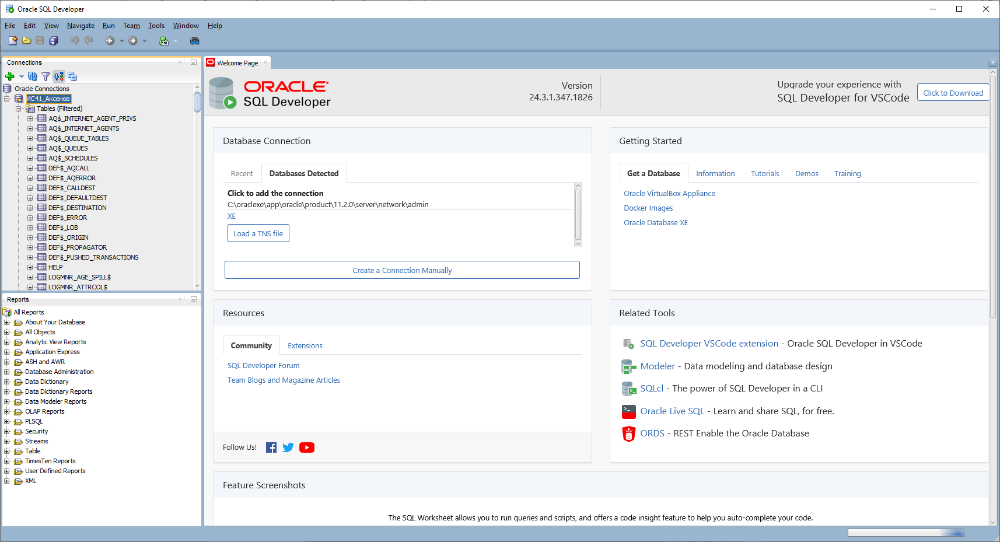 Oracle SQL Developer
File Edit View Navigate Run Team Tools Window Help
SQL
Connections
Oracle Connections
ИС41_Аксенов
Tables (Filtered)
AQ$_INTERNET_AGENT_PRIVS
AQ$_INTERNET_AGENTS
AQ$_QUEUE_TABLES
AQ$_QUEUES
AQ$_SCHEDULES
DEF$_AQCALL
DEF$_AQERROR
DEF$_CALLDEST
DEF$_DEFAULTDEST
DEF$_DESTINATION
DEF$_ERROR
DEF$_LOB
DEF$_ORIGIN
DEF$_PROPAGATOR
DEF$_PUSHED_TRANSACTIONS
HELP
LOGMNR_AGE_SPILL$
LOGMNR_ATTRCOL$
Reports
All Reports
About Your Database
All Objects
Analytic View Reports
Application Express
ASH and AWR
Database Administration
Data Dictionary
Data Dictionary Reports
Data Modeler Reports
OLAP Reports
PLSQL
Security
Streams
Table
TimesTen Reports
User Defined Reports
XML
Welcome Page
ORACLE
SQL Developer
Version
24.3.1.347.1826
Upgrade your experience with
SQL Developer for VSCode
Click to Download
Database Connection
Recent Databases Detected
Click to add the connection
C:\oraclexe\app\oracle\product\11.2.0\server\network\admin
XE
Load a TNS file
Create a Connection Manually
Getting Started
Get a Database Information Tutorials Demos Training
Oracle VirtualBox Appliance
Docker Images
Oracle Database XE
Resources
Community Extensions
SQL Developer Forum
Team Blogs and Magazine Articles
Follow Us!
Related Tools
SQL Developer VSCode extension - Oracle SQL Developer in VSCode
Modeler - Data modeling and database design
SQLcl - The power of SQL Developer in a CLI
Oracle Live SQL - Learn and share SQL, for free.
ORDS - REST Enable the Oracle Database
Feature Screenshots
The SQL Worksheet allows you to run queries and scripts, and offers a code insight feature to help you auto-complete your code.